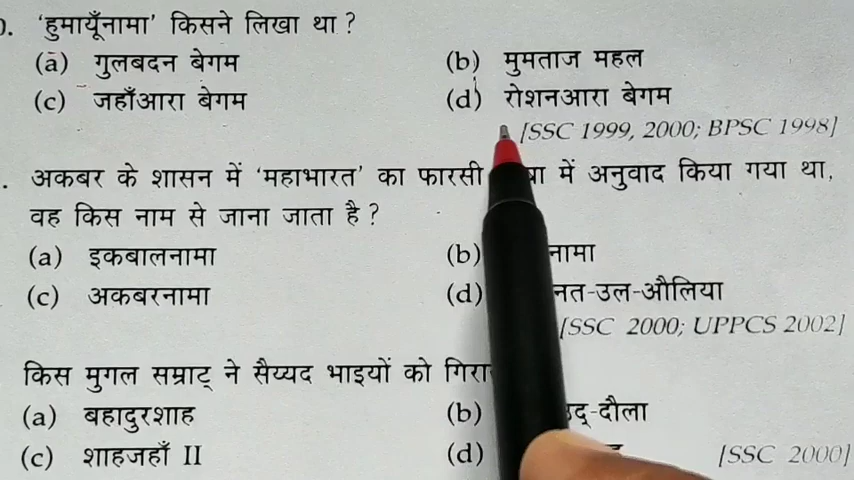 0. ‘हुमायूँनामा’ किसने लिखा था ?
(a) गुलबदन बेगम (b) मुमताज महल
(c) जहाँआरा बेगम (d) रोशनआरा बेगम
[SSC 1999, 2000; BPSC 1998]
. अकबर के शासन में ‘महाभारत’ का फारसी में अनुवाद किया गया था,
वह किस नाम से जाना जाता है ?
(a) इकबालनामा (b) नामा
(c) अकबरनामा (d) नत-उल-औलिया
[SSC 2000; UPPCS 2002]
किस मुगल सम्राट् ने सैय्यद भाइयों को गिरा
(a) बहादुरशाह (b) द्-दौला
(c) शाहजहाँ II (d) [SSC 2000]